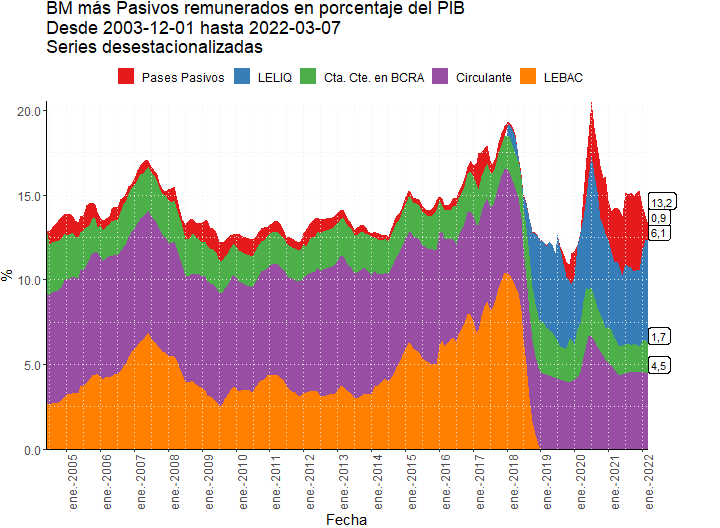 BM más Pasivos remunerados en porcentaje del PIB
Desde 2003-12-01 hasta 2022-03-07
Series desestacionalizadas
Pases Pasivos LELIQ Cta. Cte. en BCRA Circulante LEBAC
20.0
15.0
10.0
5.0
0.0
%
13,2
0,9
6,1
1,7
4,5
ene.-2005 ene.-2006 ene.-2007 ene.-2008 ene.-2009 ene.-2010 ene.-2011 ene.-2012 ene.-2013 ene.-2014 ene.-2015 ene.-2016 ene.-2017 ene.-2018 ene.-2019 ene.-2020 ene.-2021 ene.-2022
Fecha